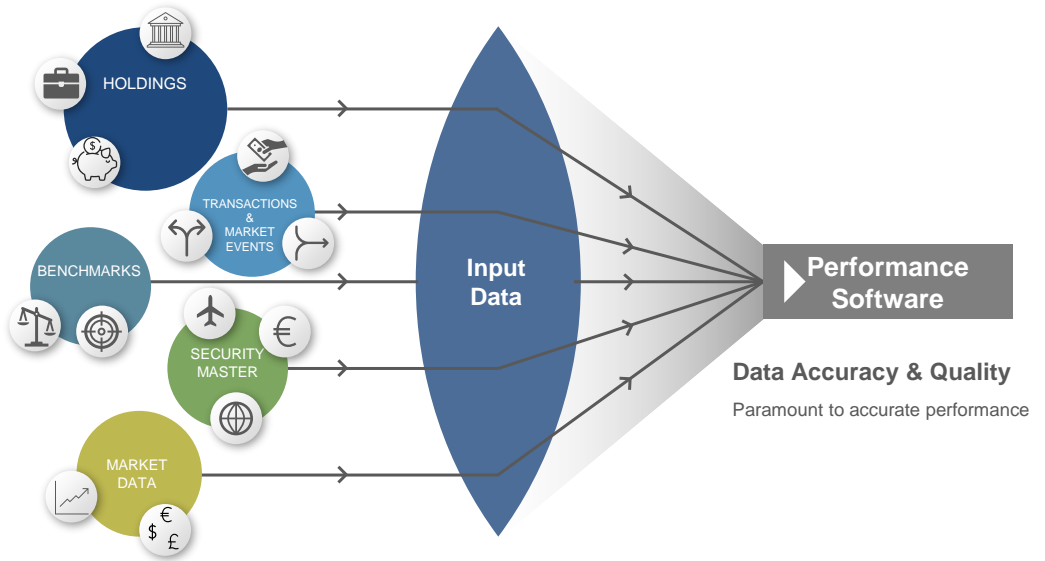 HOLDINGS
$
TRANSACTIONS
&
MARKET
EVENTS
BENCHMARKS
€
SECURITY
MASTER
MARKET
DATA
€
$
£
Input
Data
Performance
Software
Data Accuracy & Quality
Paramount to accurate performance